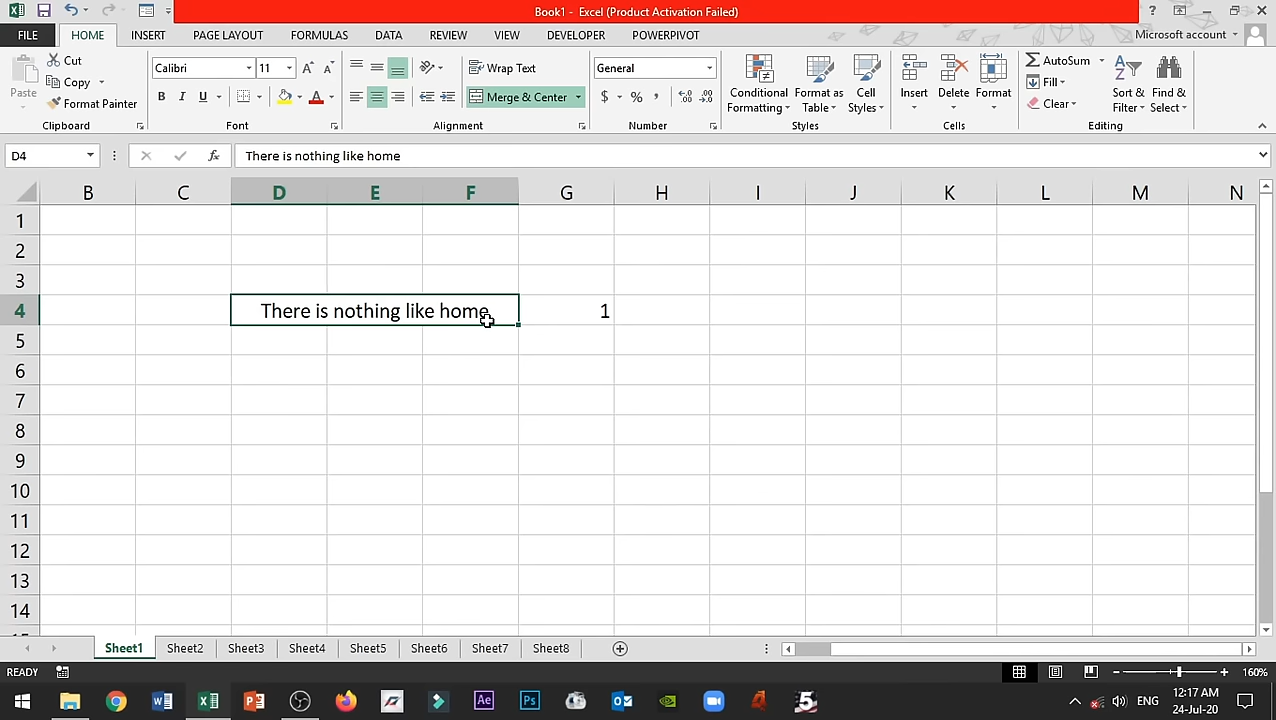 Book1 - Excel (Product Activation Failed)
FILE HOME INSERT PAGE LAYOUT FORMULAS DATA REVIEW VIEW DEVELOPER POWERPIVOT Microsoft account
Paste Cut Copy Format Painter Clipboard
Calibri 11 B I U A Font
Wrap Text Merge & Center Alignment
General $ % , Number
Conditional Formatting Format as Table Cell Styles Styles
Insert Delete Format Cells
AutoSum Fill Clear Sort & Filter Find & Select Editing
D4 fx There is nothing like home
B C D E F G H I J K L M N
1
2
3
4 There is nothing like home 1
5
6
7
8
9
10
11
12
13
14
Sheet1 Sheet2 Sheet3 Sheet4 Sheet5 Sheet6 Sheet7 Sheet8
READY 160%
ENG 12:17 AM
24-Jul-20